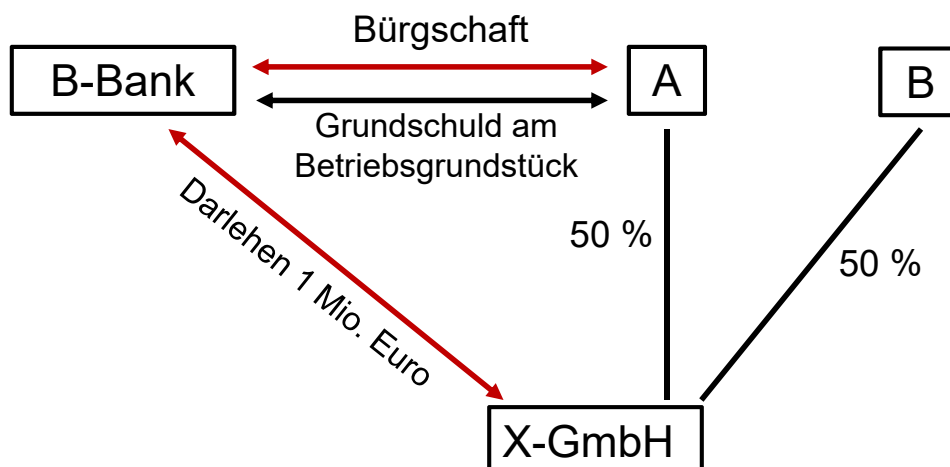 Bürgschaft
B-Bank
A
B
Grundschuld am
Betriebsgrundstück
Darlehen 1 Mio. Euro
50 %
50 %
X-GmbH